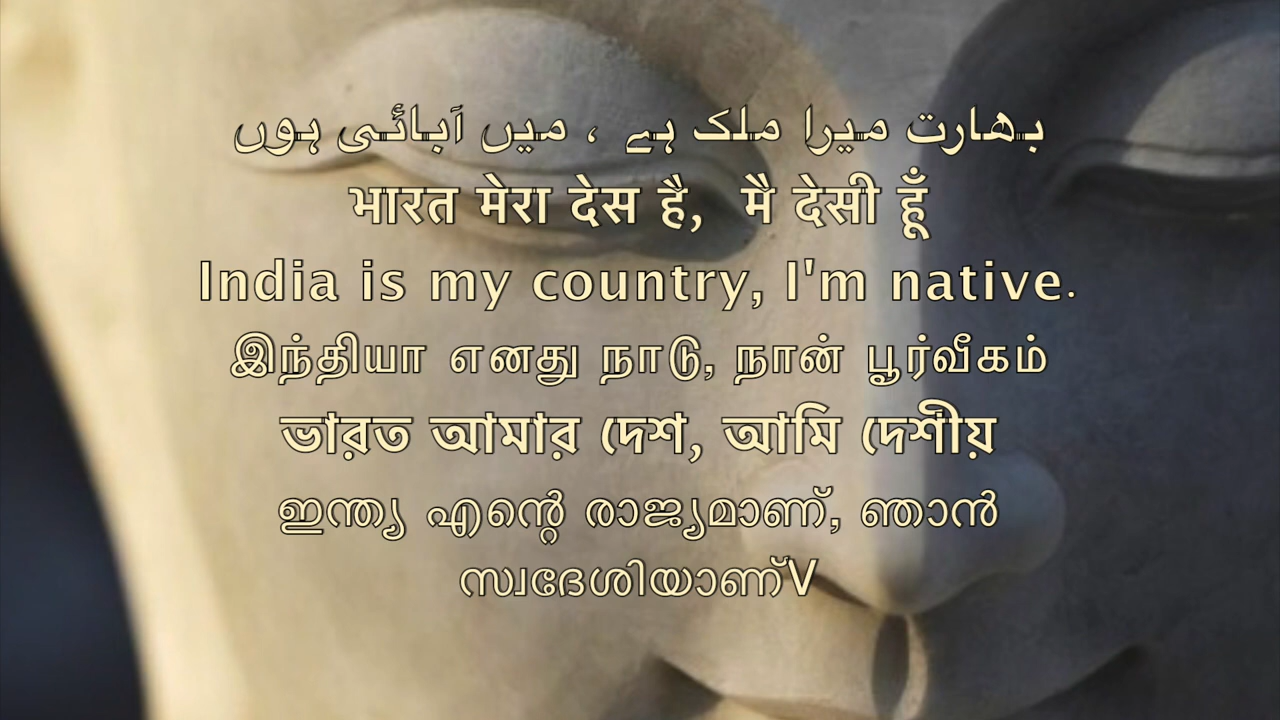 بھارت میرا ملک ہے ، میں آبائی ہوں
भारत मेरा देस है, मै देसी हूँ
India is my country, I'm native.
இந்தியா எனது நாடு, நான் பூர்வீகம்
ভারত আমার দেশ, আমি দেশীয়
ഇന്ത്യ എന്റെ രാജ്യമാണ്, ഞാൻ
സ്വദേശിയാണ്V